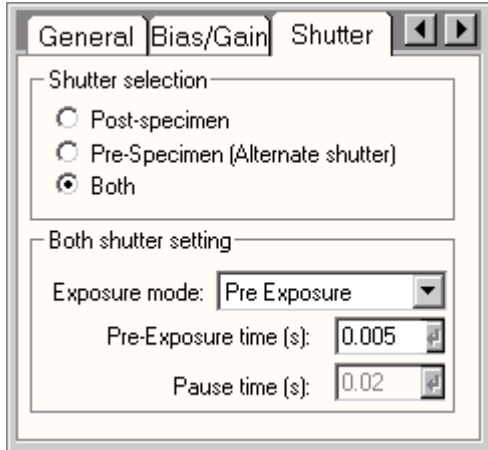 General Bias/Gain Shutter
Shutter selection
Post-specimen
Pre-Specimen (Alternate shutter)
Both
Both shutter setting
Exposure mode: Pre Exposure
Pre-Exposure time (s): 0.005
Pause time (s): 0.02